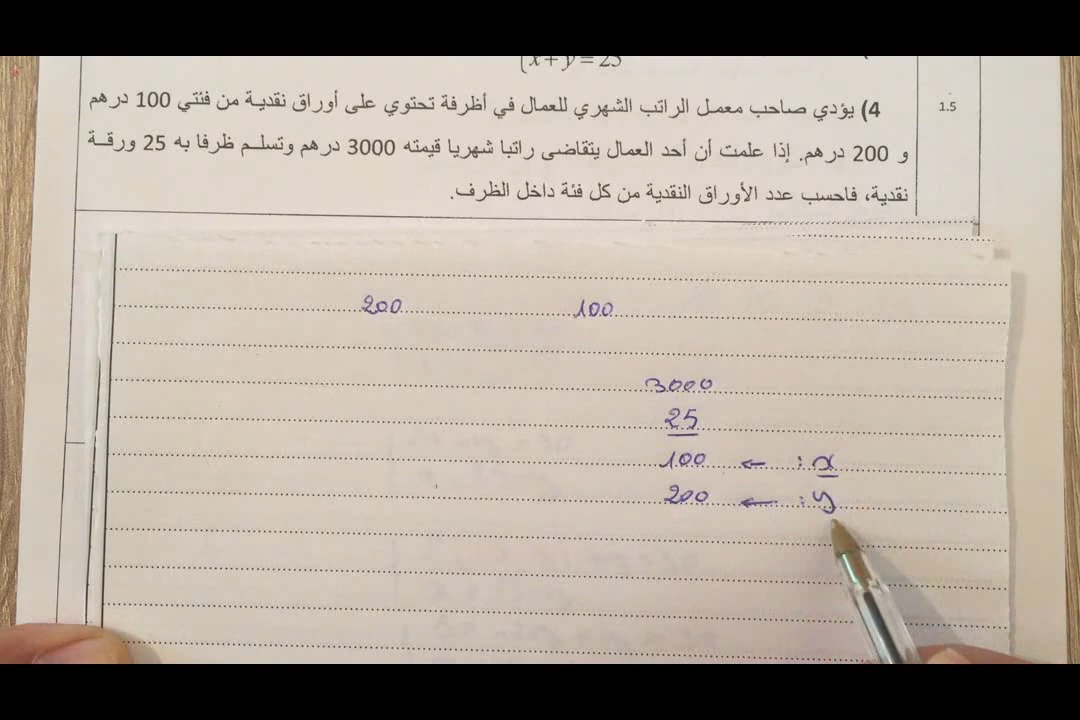 x + y = 25
4) يؤدي صاحب معمل الراتب الشهري للعمال في أظرفة تحتوي على أوراق نقدية من فئتي 100 درهم
1.5
و 200 درهم. إذا علمت أن أحد العمال يتقاضى راتبا شهريا قيمته 3000 درهم وتسلم ظرفا به 25 ورقة
نقدية، فاحسب عدد الأوراق النقدية من كل فئة داخل الظرف.
200 100
3000
25
100 ← : x
200 ← : y